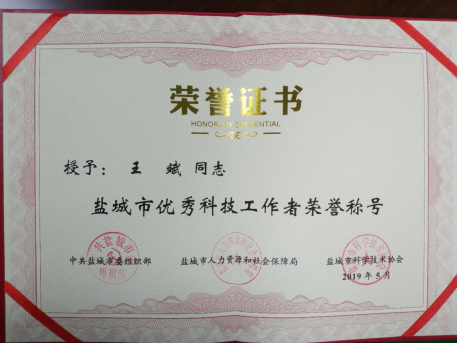 荣誉证书
HONORARY CREDENTIAL
授予：王 斌 同志
盐城市优秀科技工作者荣誉称号
中共盐城市委组织部 盐城市人力资源和社会保障局 盐城市科学技术协会
2019年5月